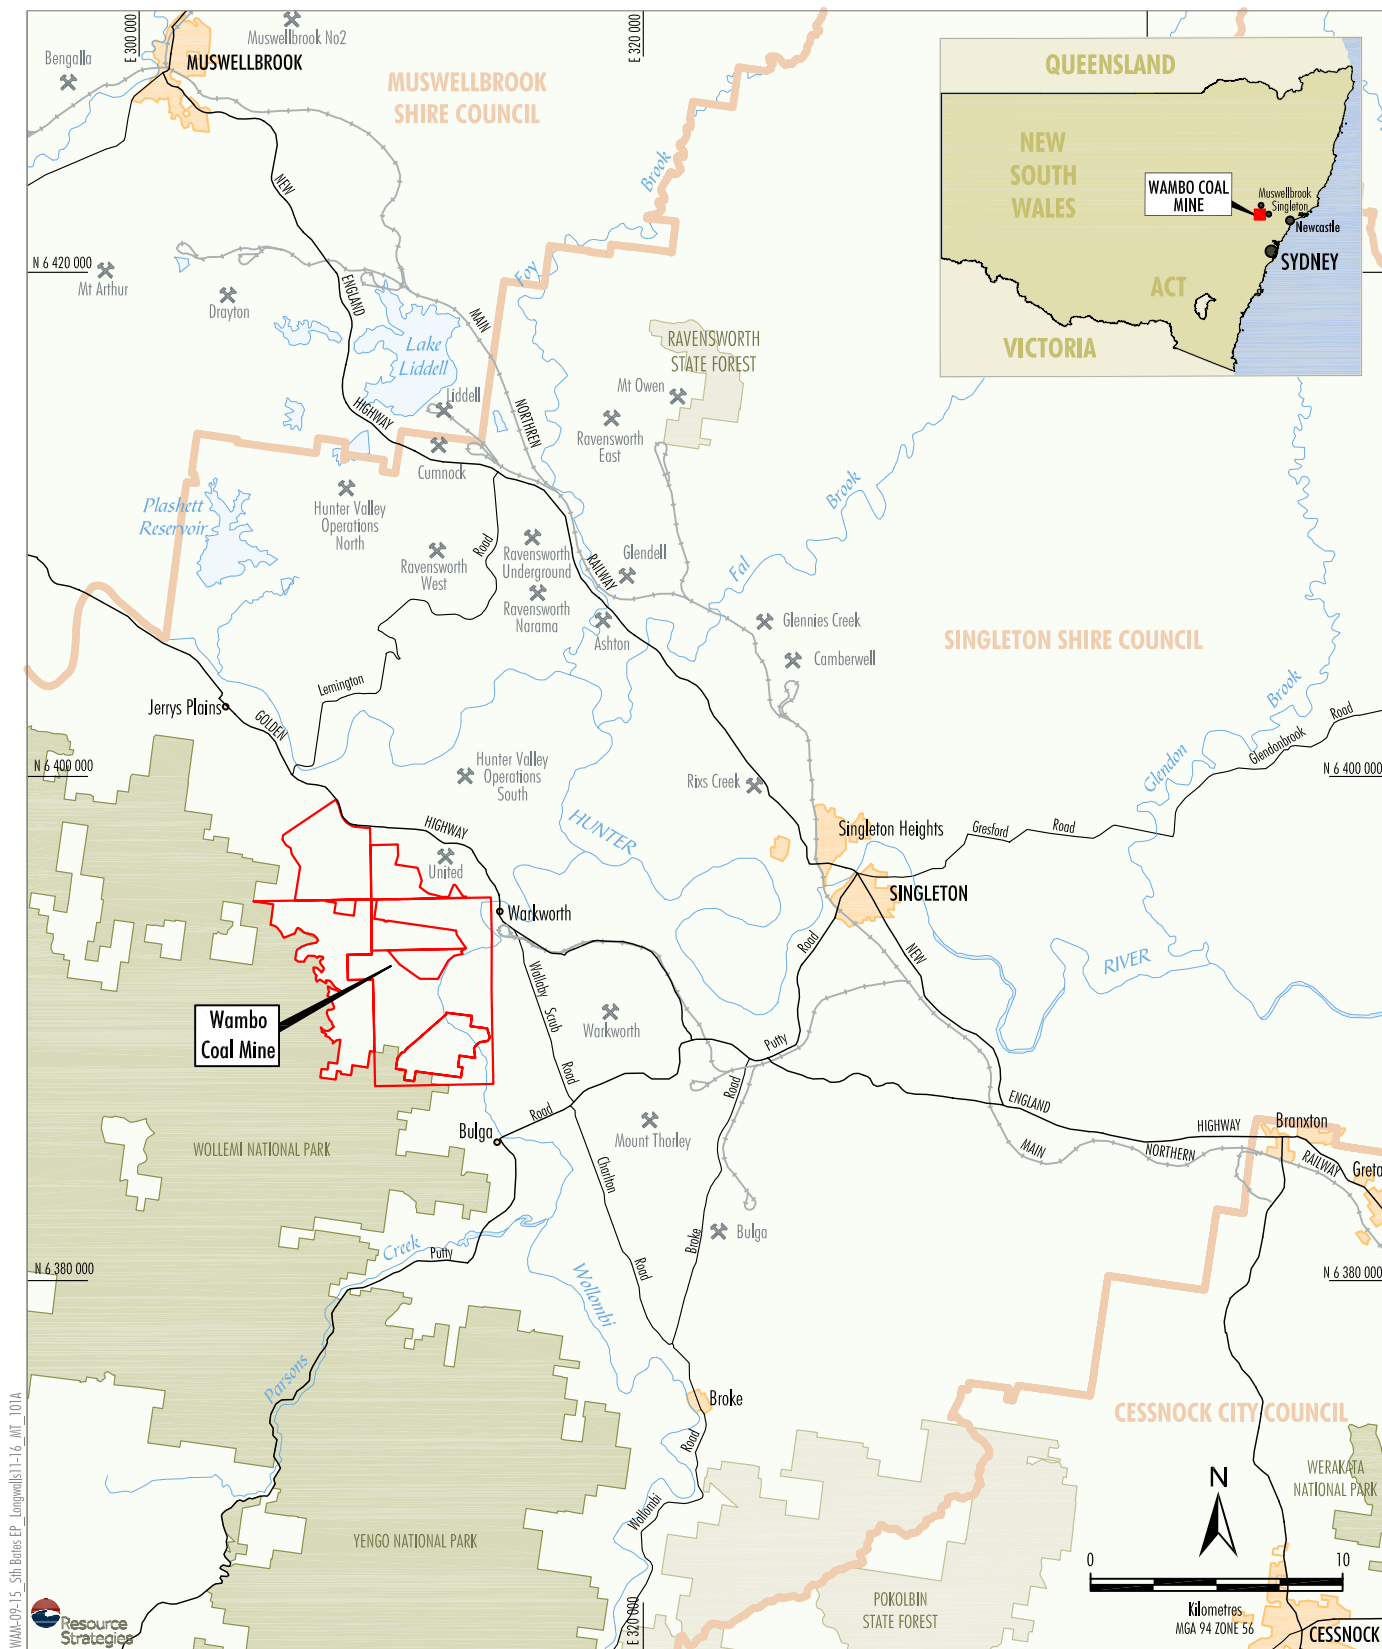 E 300 000
E 320 000
Muswellbrook No2
Bengalla
MUSWELLBROOK
MUSWELLBROOK
SHIRE COUNCIL
QUEENSLAND
NEW
SOUTH
WALES
WAMBO COAL
MINE
Muswellbrook
Singleton
Newcastle
SYDNEY
ACT
VICTORIA
NEW
Brook
N 6 420 000
Mt Arthur
Drayton
ENGLAND
Foy
MAIN
Lake
Liddell
RAVENSWORTH
STATE FOREST
Liddell
Mt Owen
HIGHWAY
NORTHREN
Ravensworth
East
Cumnock
Plashett
Reservoir
Hunter Valley
Operations
North
Brook
Road
Ravensworth
West
Ravensworth
Underground
Glendell
RAILWAY
Fal
Ravensworth
Narama
Ashton
Glennies Creek
Camberwell
SINGLETON SHIRE COUNCIL
Lemington
Brook
Jerrys Plains
GOLDEN
Road
Glendonbrook
Glendon
N 6 400 000
N 6 400 000
Hunter Valley
Operations
South
Rixs Creek
HUNTER
HIGHWAY
Singleton Heights
Gresford
Road
United
SINGLETON
Warkworth
Road
NEW
RIVER
Wallaby
Scrub
Road
Wambo
Coal Mine
Warkworth
Putty
Road
Road
ENGLAND
Bulga
Mount Thorley
HIGHWAY
Branxton
MAIN
NORTHERN
RAILWAY
Greta
WOLLEMI NATIONAL PARK
Charlton
Road
Broke
Bulga
Creek
Putty
Wollombi
N 6 380 000
N 6 380 000
Parsons
Broke
Road
CESSNOCK CITY COUNCIL
WERAKATA
NATIONAL PARK
N
Wollombi
YENGO NATIONAL PARK
0
10
Kilometres
MGA 94 ZONE 56
POKOLBIN
STATE FOREST
E 320 000
CESSNOCK
Resource
Strategies
WAM-09-15_Sth Bates EP_Longwalls11-16_MT_101A